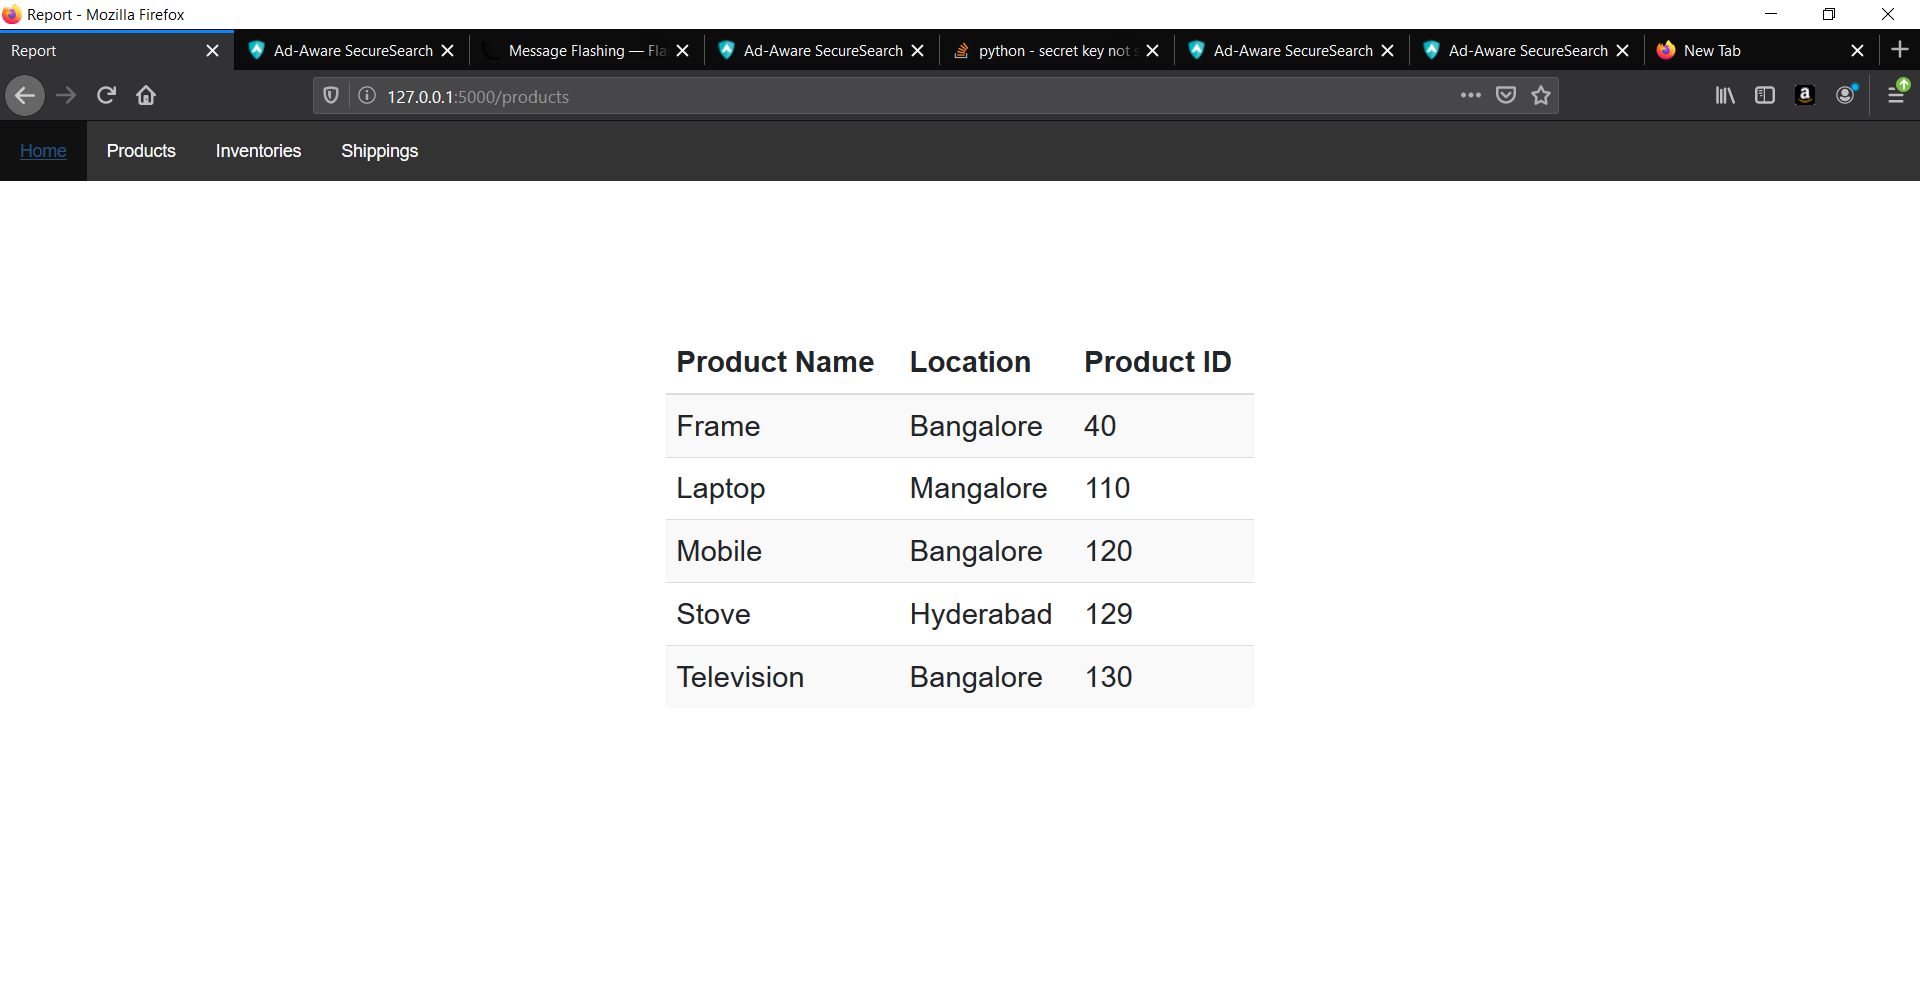 Report - Mozilla Firefox
Report Ad-Aware SecureSearch Message Flashing — Fla Ad-Aware SecureSearch python - secret key not Ad-Aware SecureSearch Ad-Aware SecureSearch New Tab
127.0.0.1:5000/products
Home Products Inventories Shippings
Product Name Location Product ID
Frame Bangalore 40
Laptop Mangalore 110
Mobile Bangalore 120
Stove Hyderabad 129
Television Bangalore 130